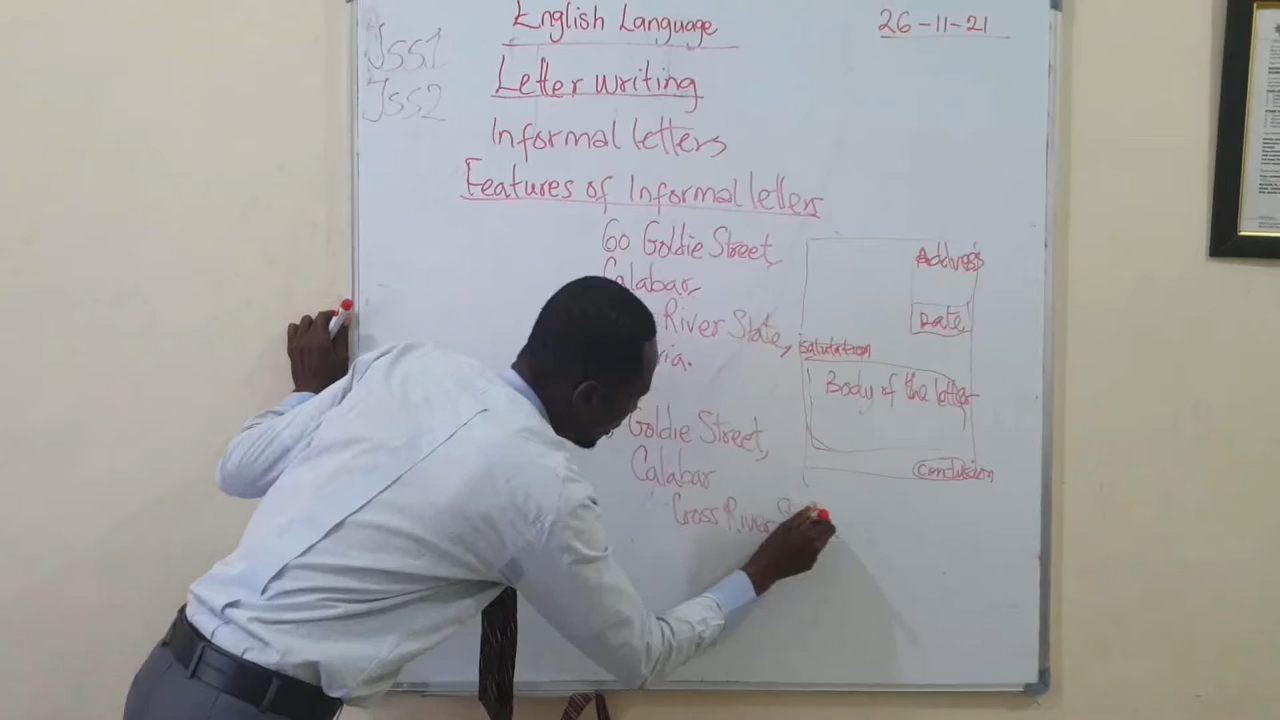 English Language
26-11-21
Jss1
Jss2
Letter writing
Informal letters
Features of Informal letters
60 Goldie Street,
Calabar,
River State,
Goldie Street,
Calabar
Cross River
Address
Date
Salutation
Body of the letter
Conclusion